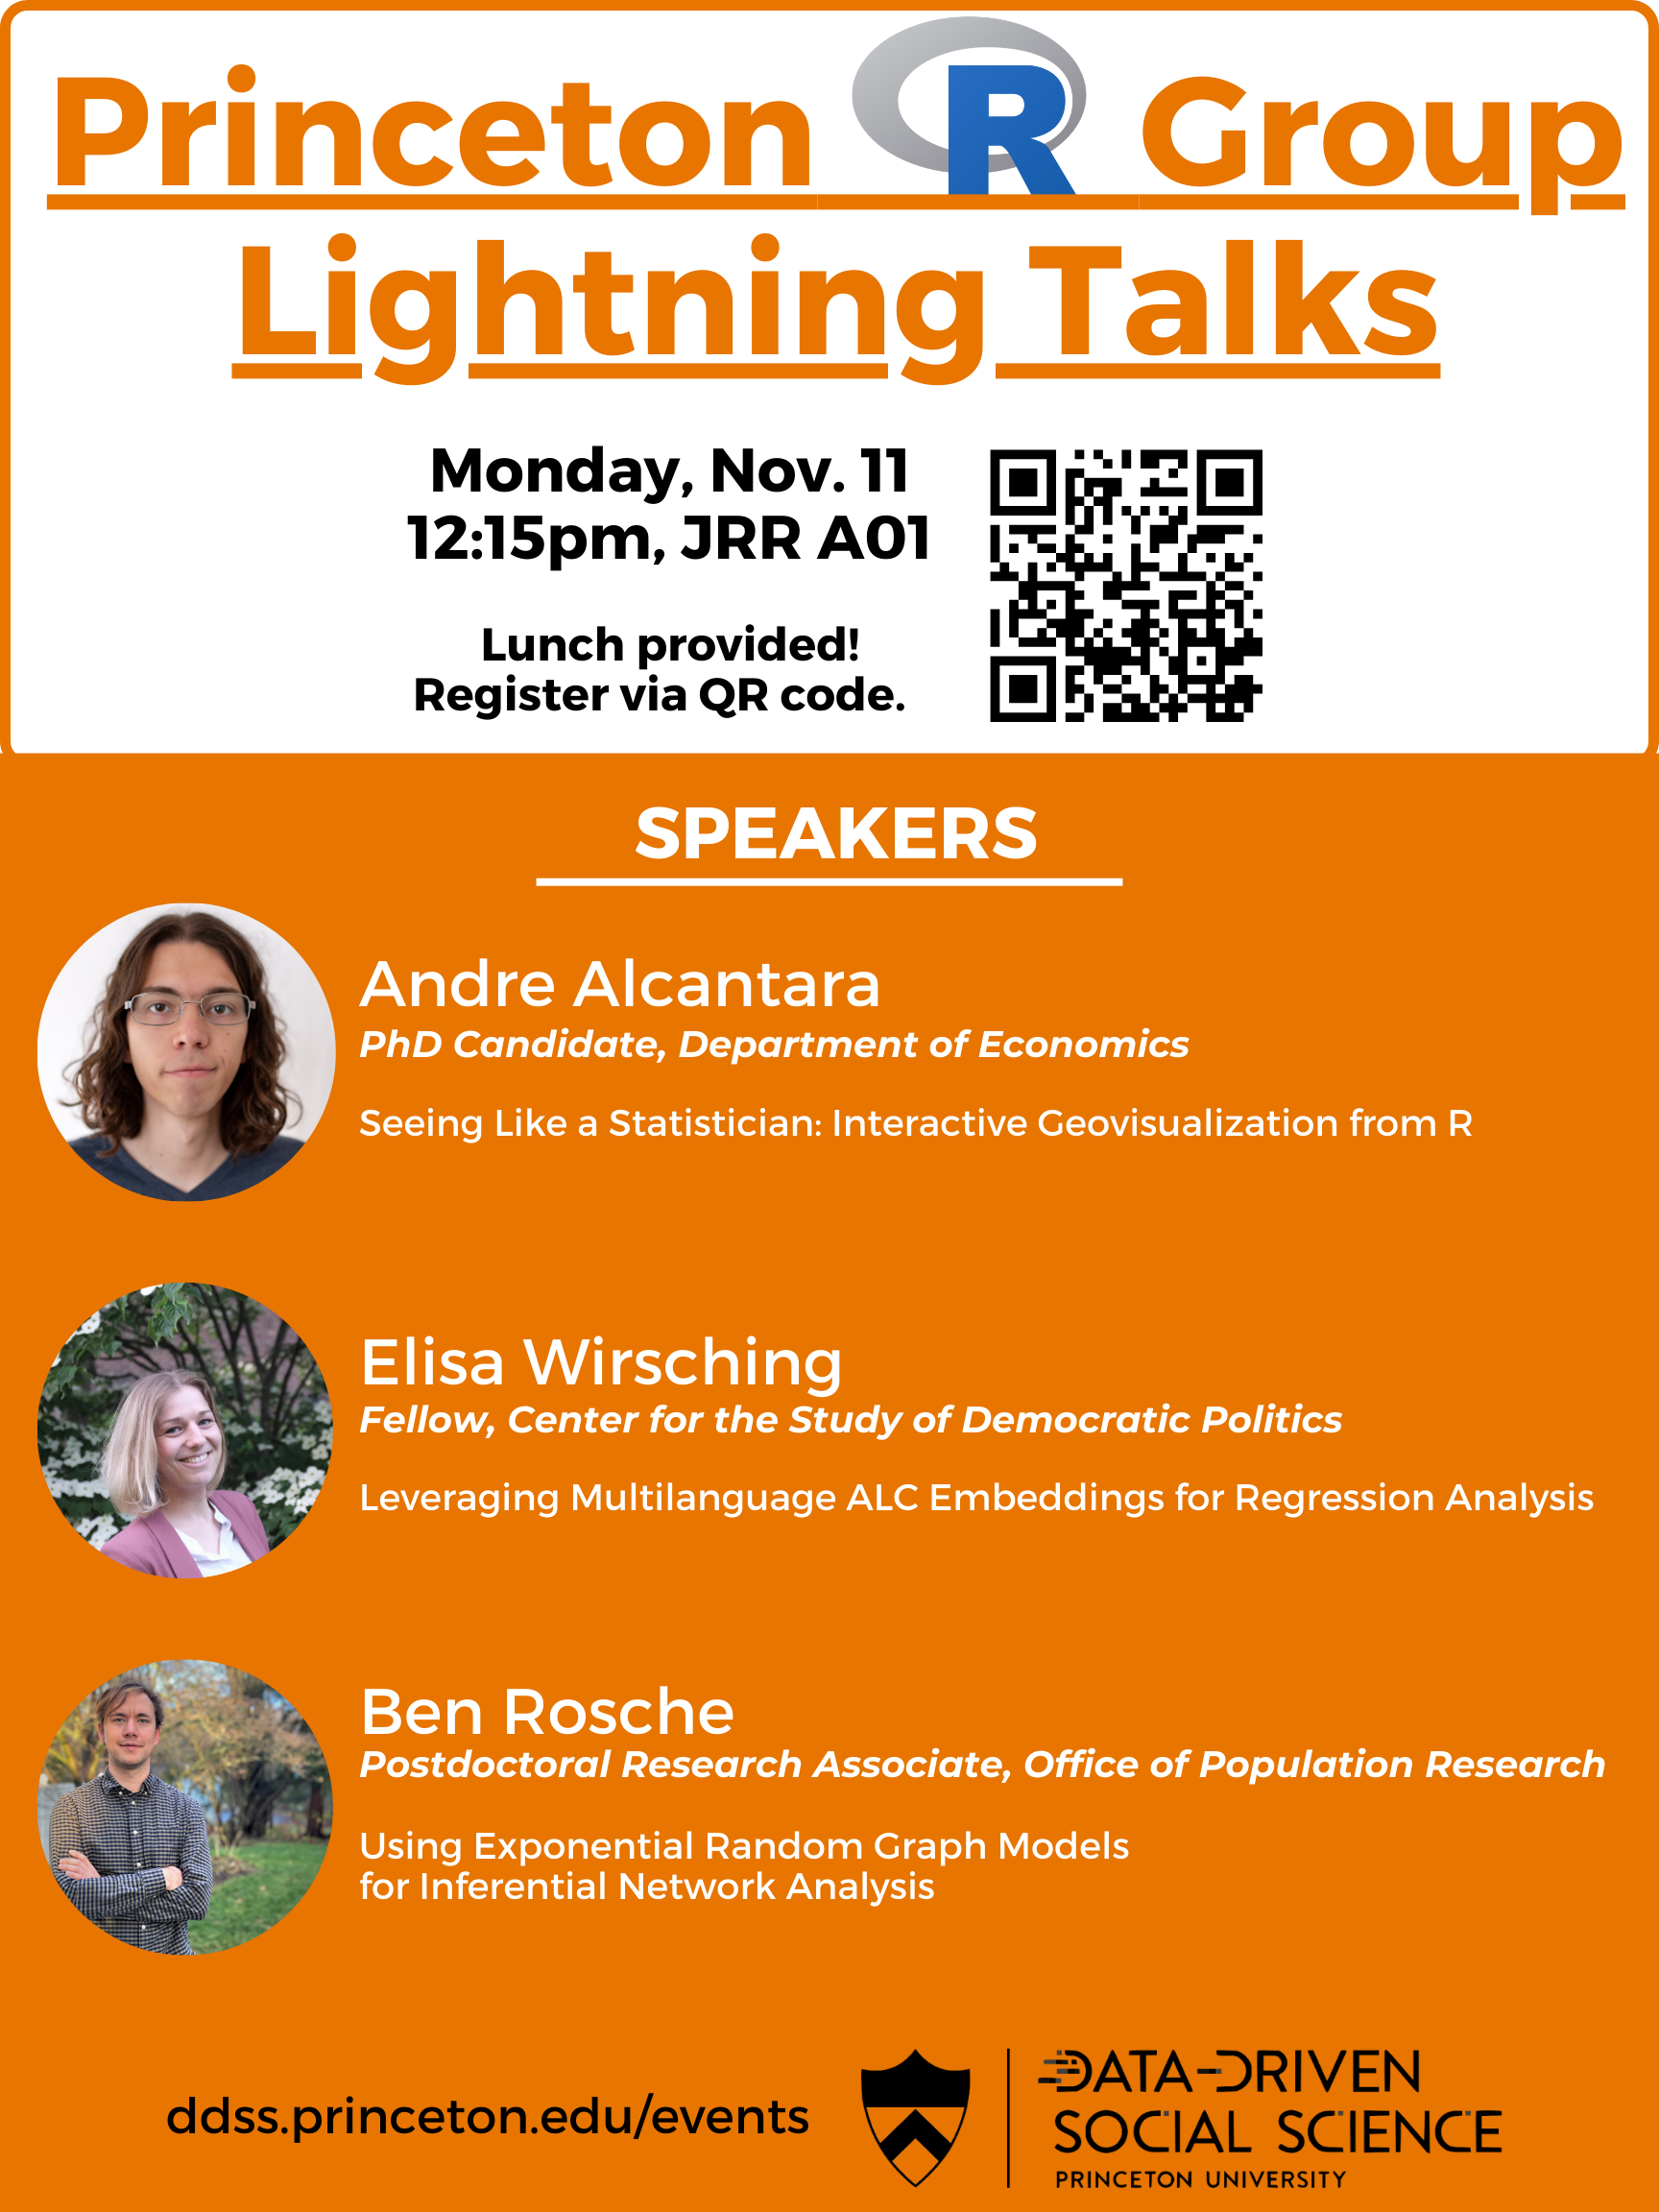 Princeton R Group
Lightning Talks
Monday, Nov. 11
12:15pm, JRR A01
Lunch provided!
Register via QR code.
SPEAKERS
Andre Alcantara
PhD Candidate, Department of Economics
Seeing Like a Statistician: Interactive Geovisualization from R
Elisa Wirsching
Fellow, Center for the Study of Democratic Politics
Leveraging Multilanguage ALC Embeddings for Regression Analysis
Ben Rosche
Postdoctoral Research Associate, Office of Population Research
Using Exponential Random Graph Models
for Inferential Network Analysis
ddss.princeton.edu/events
DATA-DRIVEN
SOCIAL SCIENCE
PRINCETON UNIVERSITY